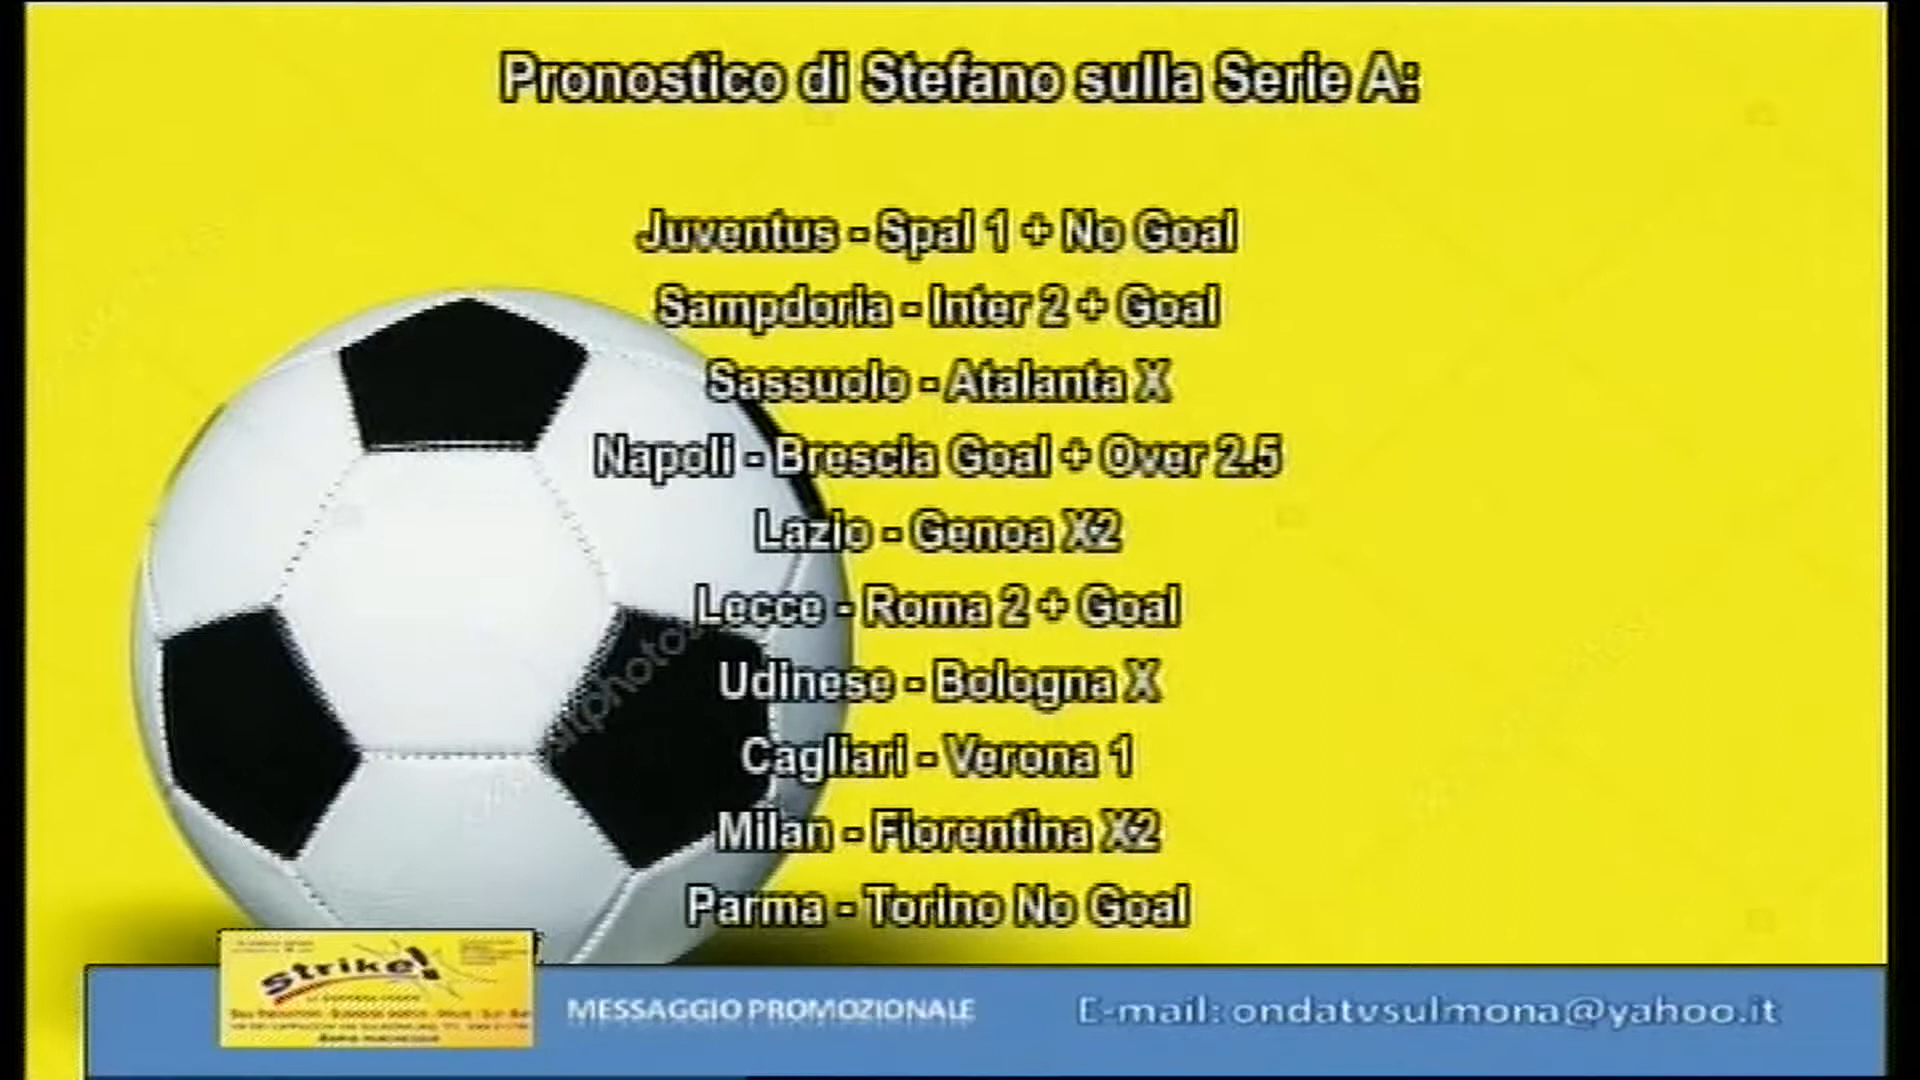 Pronostico di Stefano sulla Serie A:
Juventus - Spal 1 + No Goal
Sampdoria - Inter 2 + Goal
Sassuolo - Atalanta X
Napoli - Brescia Goal + Over 2.5
Lazio - Genoa X2
Lecce - Roma 2 + Goal
Udinese - Bologna X
Cagliari - Verona 1
Milan - Fiorentina X2
Parma - Torino No Goal
strike!
MESSAGGIO PROMOZIONALE
E-mail: ondatvsulmona@yahoo.it